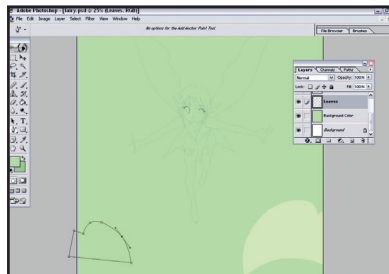 Adobe Photoshop - [fairy.psd @ 25% (Leaves, RGB)]
File Edit Image Layer Select Filter View Window Help
No options for the Add Anchor Point Tool
File Browser Brushes
Layers Channels Paths
Normal Opacity: 100%
Lock: Fill: 100%
Leaves
Background Color
Background